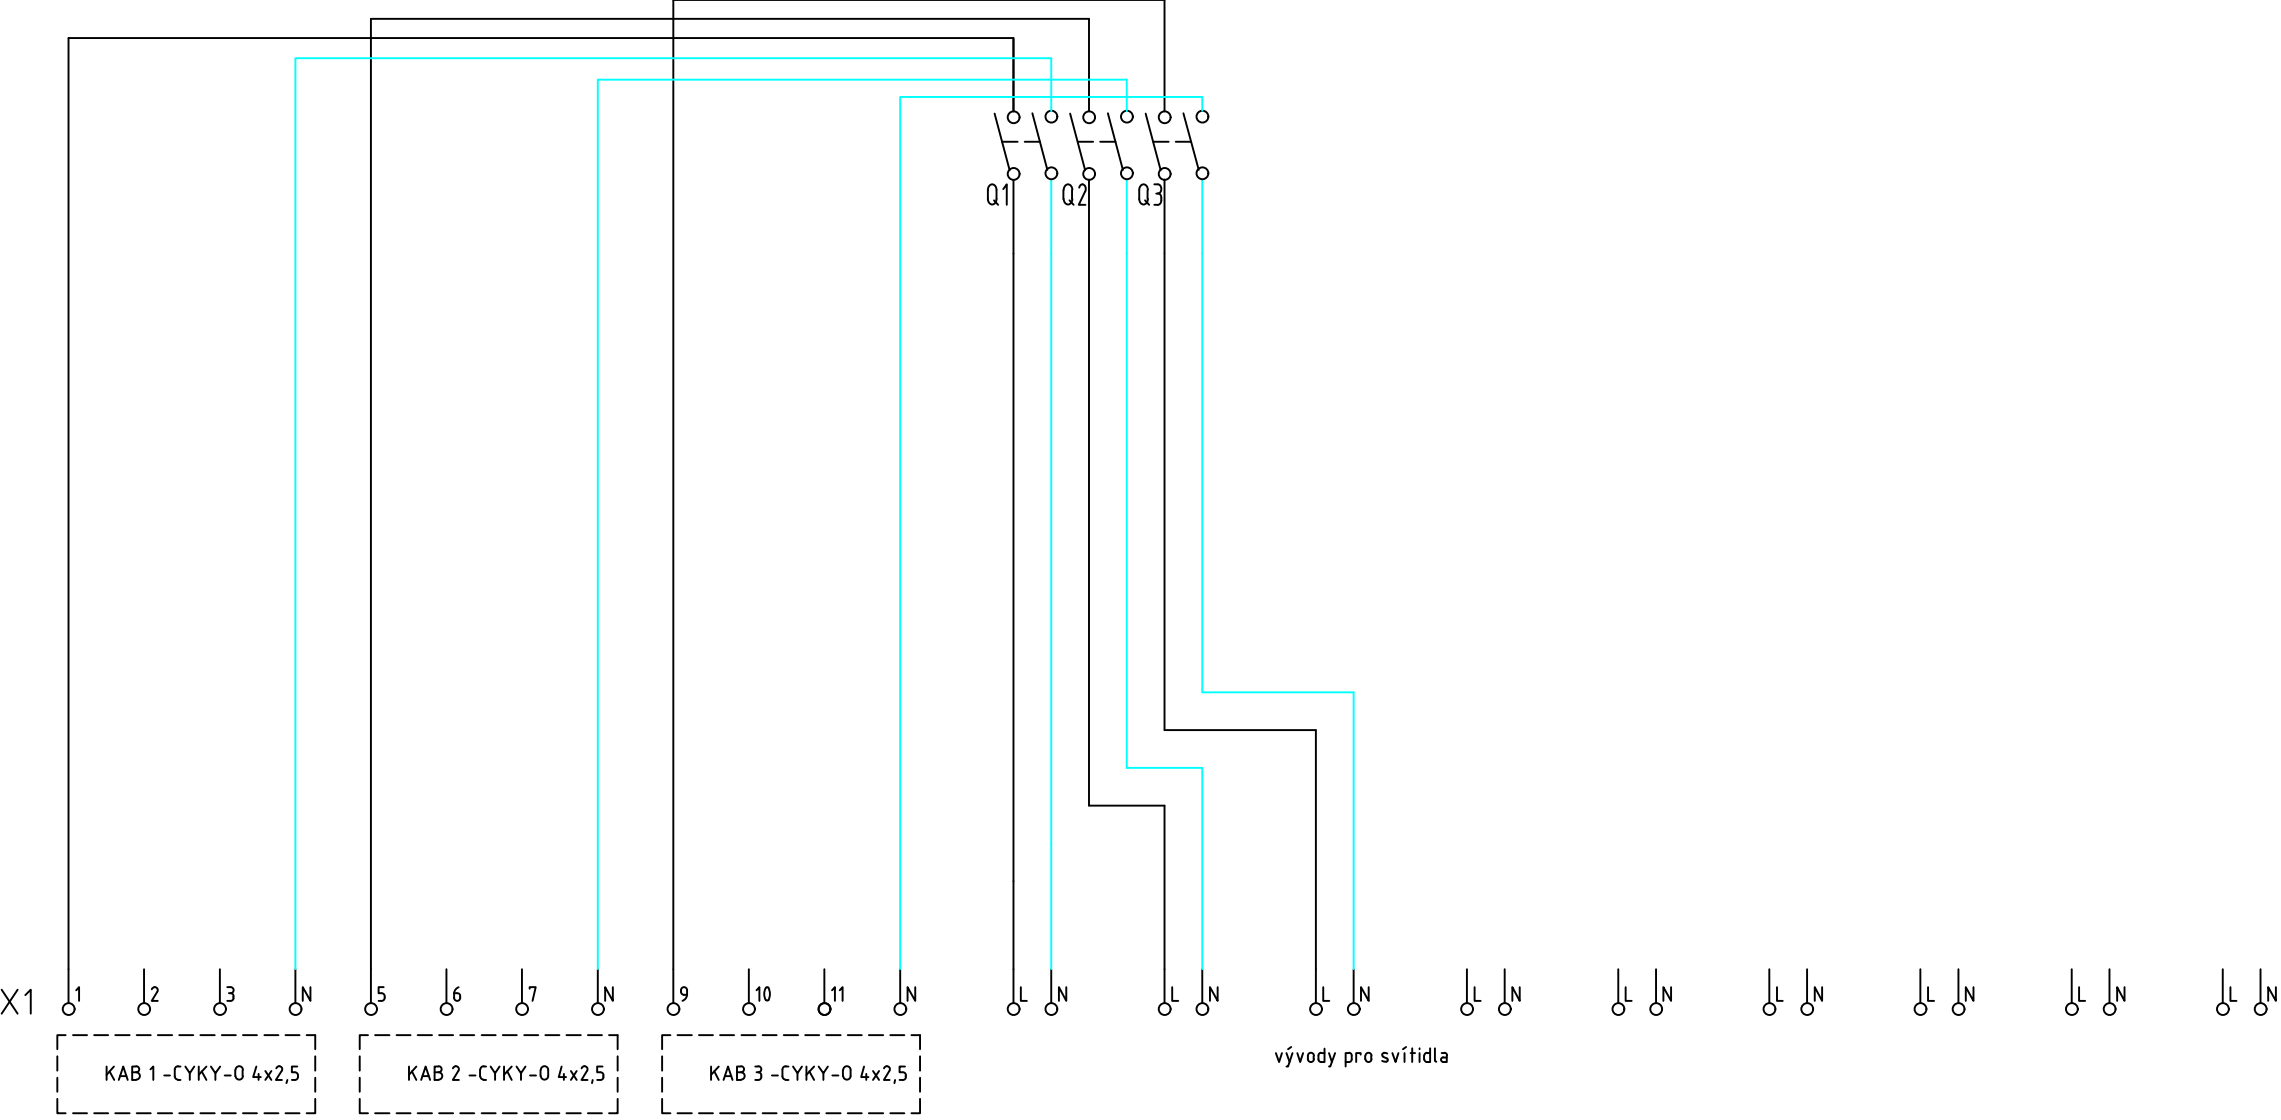 Q1 Q2 Q3
X1 1 2 3 N 5 6 7 N 9 10 11 N L N L N L N L N L N L N L N L N L N
vývody pro svítidla
KAB 1 -CYKY-O 4x2,5 KAB 2 -CYKY-O 4x2,5 KAB 3 -CYKY-O 4x2,5